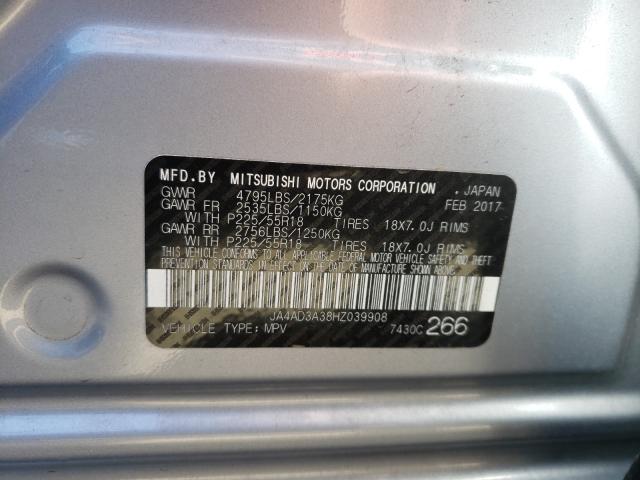 MFD.BY MITSUBISHI MOTORS CORPORATION . JAPAN
GVWR 4795LBS/2175KG FEB 2017
GAWR FR 2535LBS/1150KG
WITH P225/55R18 TIRES 18X7.0J RIMS
GAWR RR 2756LBS/1250KG
WITH P225/55R18 TIRES 18X7.0J RIMS
THIS VEHICLE CONFORMS TO ALL APPLICABLE FEDERAL MOTOR VEHICLE SAFETY AND THEFT
PREVENTION STANDARDS IN EFFECT ON THE DATE OF MANUFACTURE SHOWN ABOVE.
JA4AD3A38HZ039908
VEHICLE TYPE: MPV 7430C 266